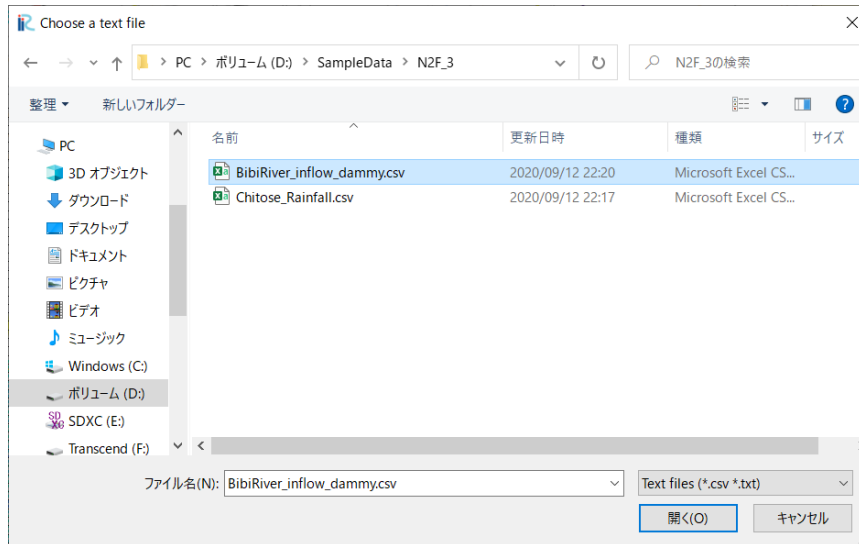 Choose a text file
PC > ボリューム (D:) > SampleData > N2F_3
N2F_3の検索
整理
新しいフォルダー
名前
更新日時
種類
サイズ
PC
3D オブジェクト
ダウンロード
デスクトップ
ドキュメント
ピクチャ
ビデオ
ミュージック
Windows (C:)
ボリューム (D:)
SDXC (E:)
Transcend (F:)
BibiRiver_inflow_dammy.csv 2020/09/12 22:20 Microsoft Excel CS...
Chitose_Rainfall.csv 2020/09/12 22:17 Microsoft Excel CS...
ファイル名(N): BibiRiver_inflow_dammy.csv
Text files (*.csv *.txt)
開く(O)
キャンセル